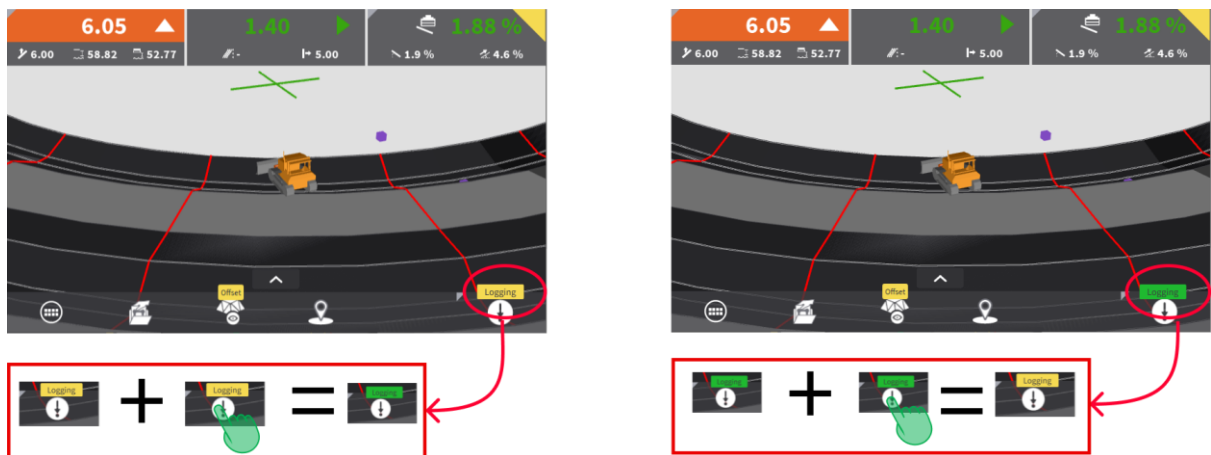 6.05
1.40
1.88 %
6.00
58.82
52.77
-
5.00
1.9 %
4.6 %
Offset
Logging
Logging
+
Logging
=
Logging
6.05
1.40
1.88 %
6.00
58.82
52.77
-
5.00
1.9 %
4.6 %
Offset
Logging
Logging
+
Logging
=
Logging